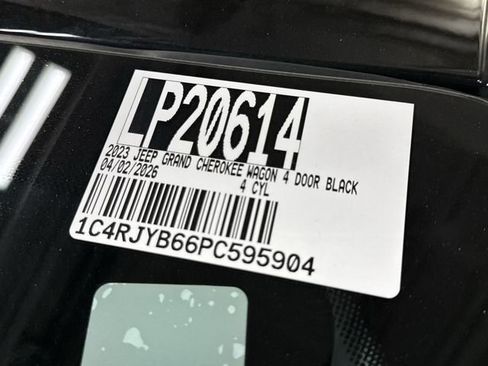 LP20614
2023 JEEP GRAND CHEROKEE WAGON 4 DOOR BLACK
04/02/2026 4 CYL
1C4RJYB66PC595904